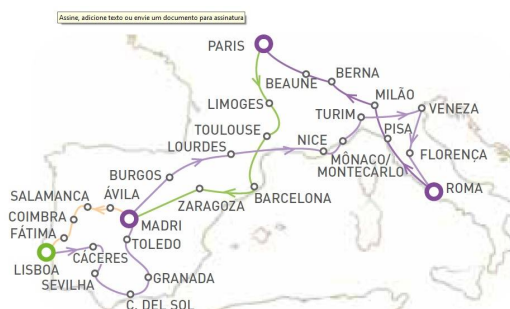 Assine, adicione texto ou envie um documento para assinatura
PARIS
BERNA
BEAUNE
MILÃO
LIMOGES
VENEZA
TURIM
TOULOUSE
PISA
LOURDES
NICE
FLORENÇA
MÔNACO/
MONTECARLO
BURGOS
ROMA
SALAMANCA
ÁVILA
ZARAGOZA
BARCELONA
COIMBRA
MADRI
FÁTIMA
TOLEDO
CÁCERES
LISBOA
GRANADA
SEVILHA
C. DEL SOL